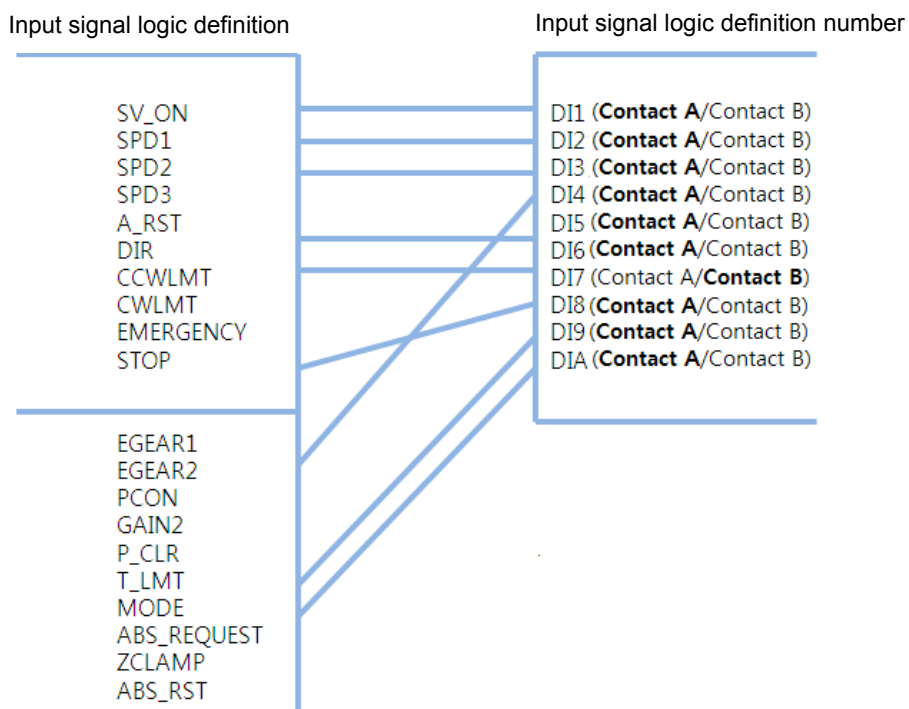 Input signal logic definition
SV_ON
SPD1
SPD2
SPD3
A_RST
DIR
CCWLMT
CWLMT
EMERGENCY
STOP
EGEAR1
EGEAR2
PCON
GAIN2
P_CLR
T_LMT
MODE
ABS_REQUEST
ZCLAMP
ABS_RST
Input signal logic definition number
DI1 (Contact A/Contact B)
DI2 (Contact A/Contact B)
DI3 (Contact A/Contact B)
DI4 (Contact A/Contact B)
DI5 (Contact A/Contact B)
DI6 (Contact A/Contact B)
DI7 (Contact A/Contact B)
DI8 (Contact A/Contact B)
DI9 (Contact A/Contact B)
DIA (Contact A/Contact B)